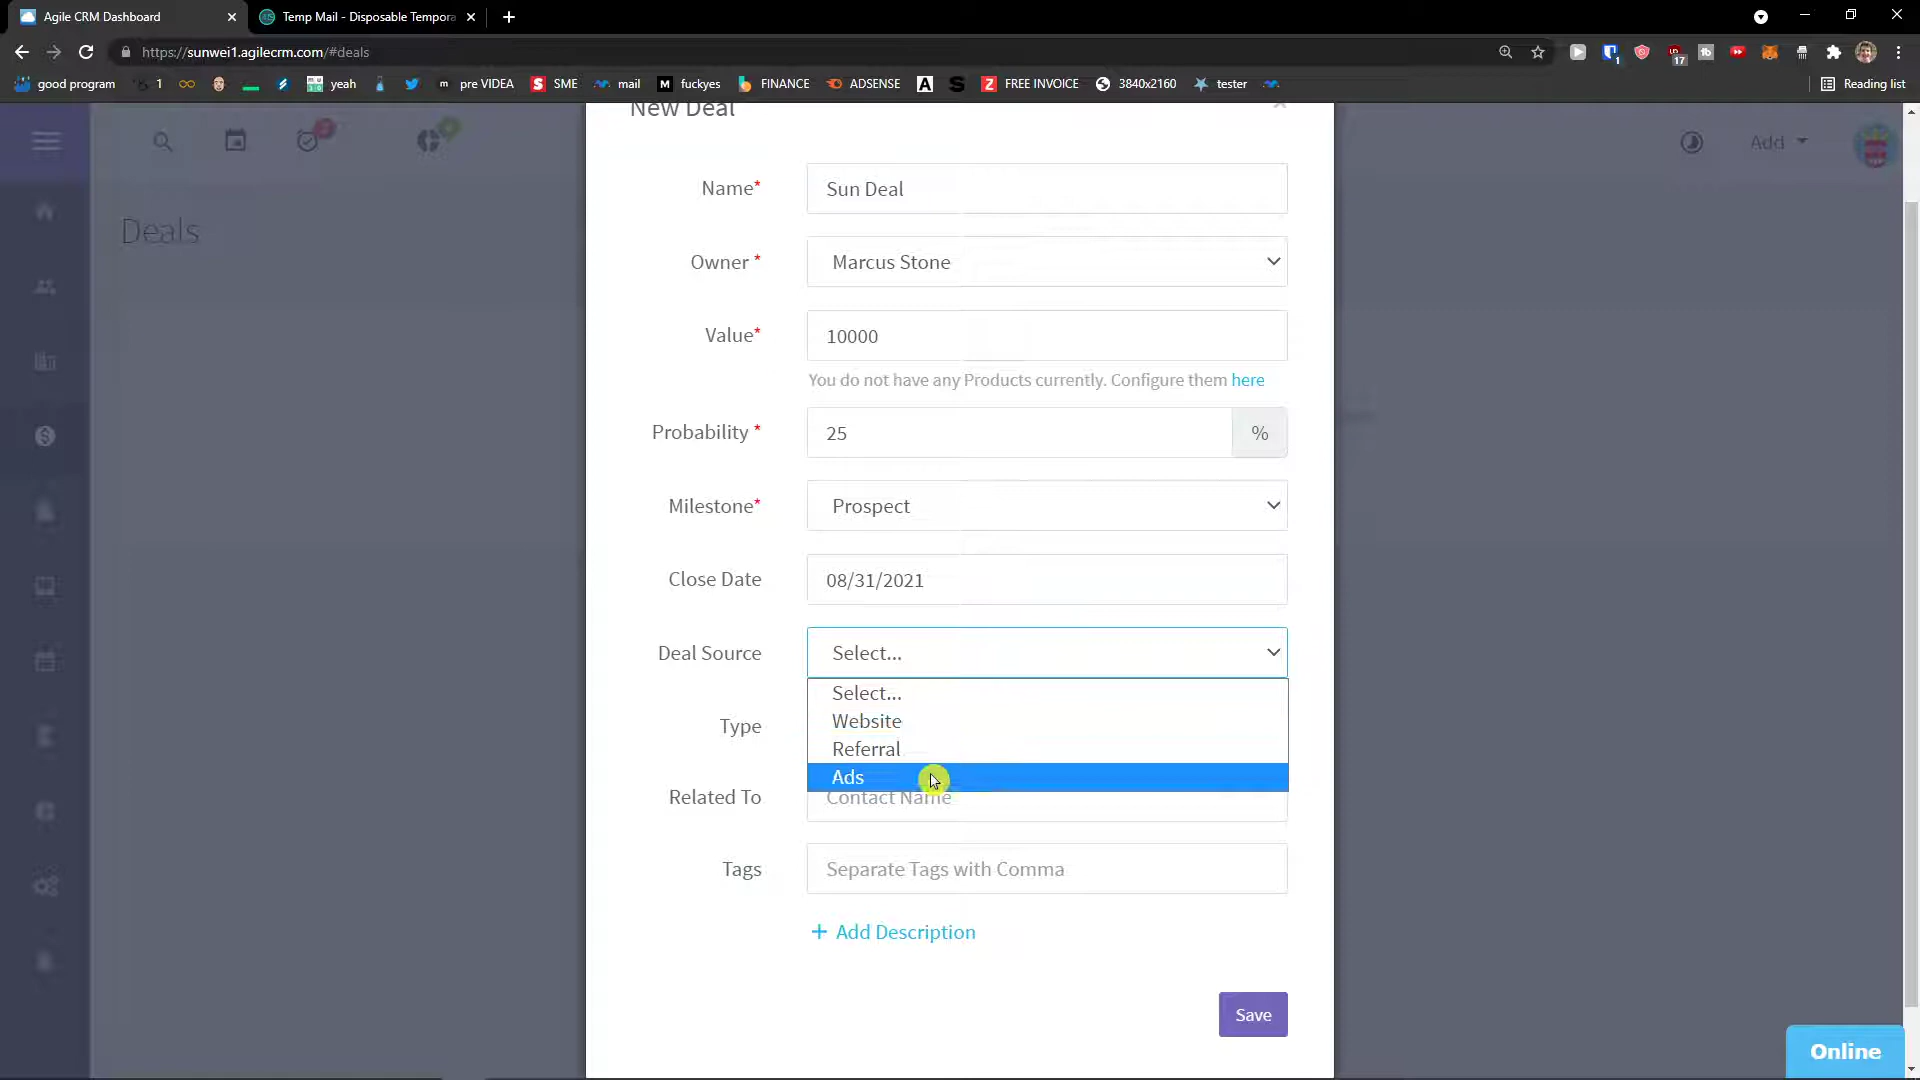 Agile CRM Dashboard
Temp Mail - Disposable Tempora
https://sunwei1.agilecrm.com/#deals
1
17
good program
1
yeah
pre VIDEA
SME
mail
fuckyes
FINANCE
ADSENSE
FREE INVOICE
3840x2160
tester
Reading list
New Deal
Add
Deals
Name*
Sun Deal
Owner *
Marcus Stone
Value*
10000
You do not have any Products currently. Configure them here
Probability *
25
%
Milestone*
Prospect
Close Date
08/31/2021
Deal Source
Select...
Select...
Website
Type
Referral
Ads
Related To
Contact Name
Tags
Separate Tags with Comma
+ Add Description
Save
Online